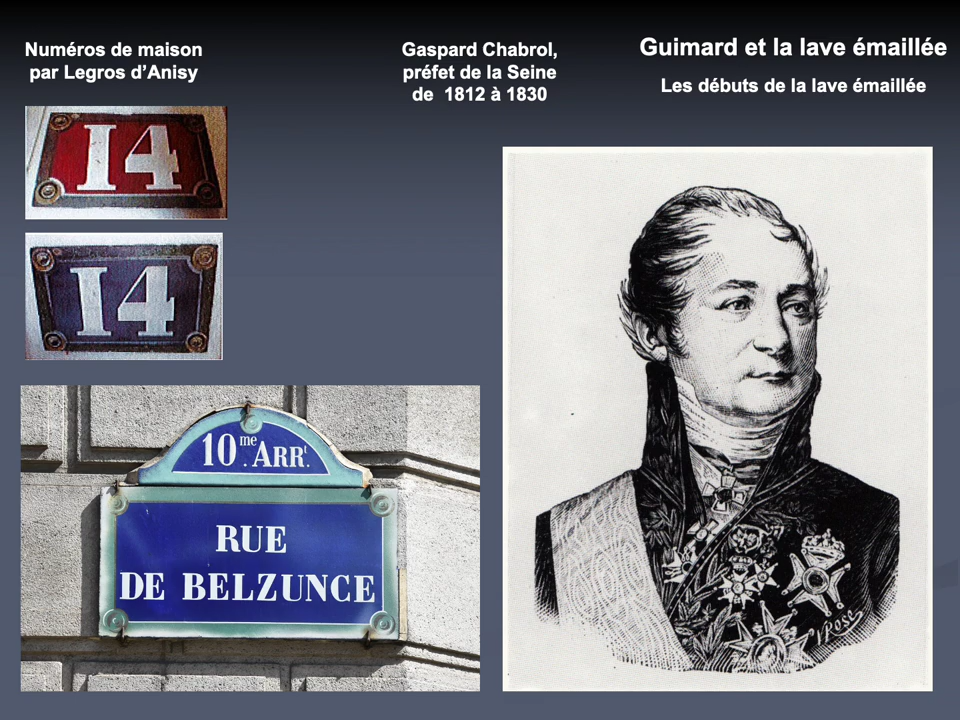 Numéros de maison
par Legros d’Anisy
Gaspard Chabrol,
préfet de la Seine
de 1812 à 1830
Guimard et la lave émaillée
Les débuts de la lave émaillée
14
14
10me. ARRt.
RUE
DE BELZUNCE